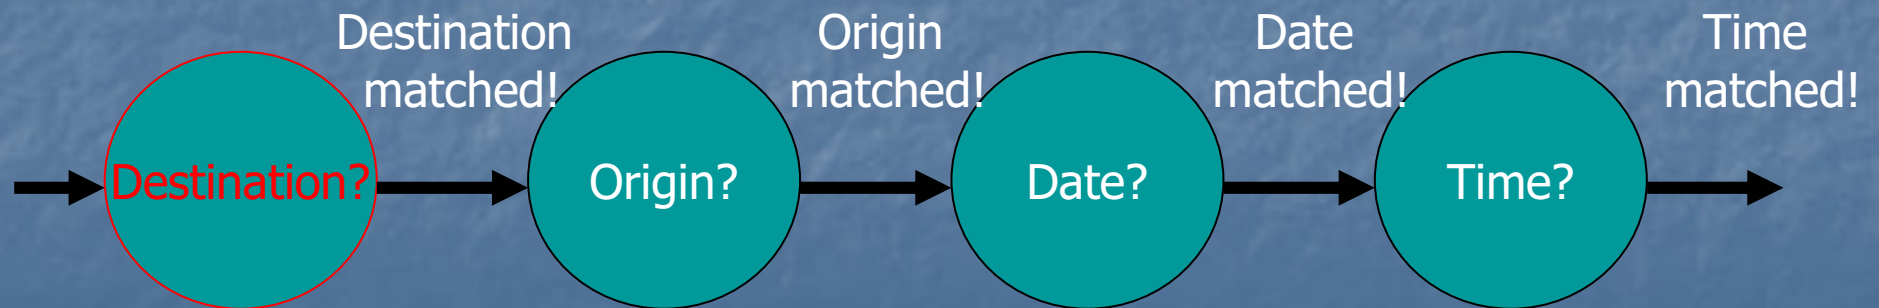 Destination
matched!
Origin
matched!
Date
matched!
Time
matched!
Destination?
Origin?
Date?
Time?